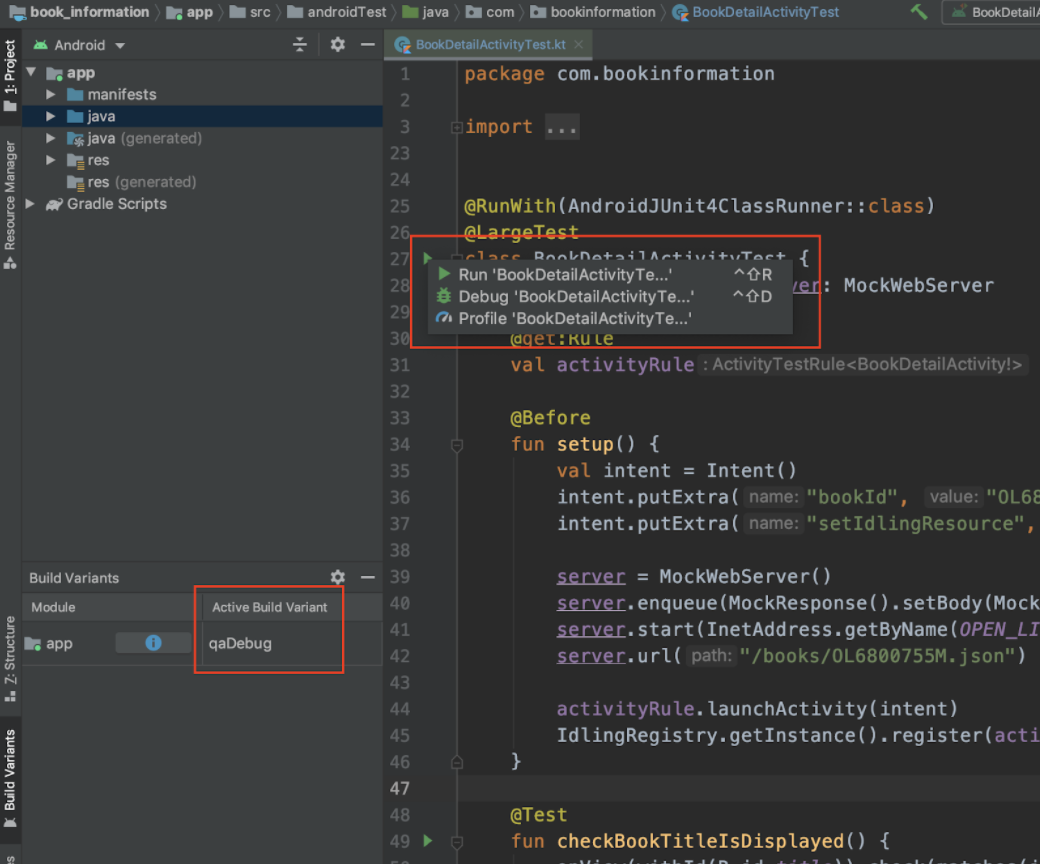 book_information app src androidTest java com bookinformation BookDetailActivityTest BookDetailA
1: Project
Resource Manager
Z: Structure
Build Variants
Android
app
manifests
java
java (generated)
res
res (generated)
Gradle Scripts
Build Variants
Module Active Build Variant
app qaDebug
BookDetailActivityTest.kt
1 package com.bookinformation
2
3 import ...
23
24
25 @RunWith(AndroidJUnit4ClassRunner::class)
26 @LargeTest
27 class BookDetailActivityTest {
Run 'BookDetailActivityTe...' ^⇧R
28 ver: MockWebServer
Debug 'BookDetailActivityTe...' ^⇧D
29
Profile 'BookDetailActivityTe...'
30 @get:Rule
31 val activityRule : ActivityTestRule<BookDetailActivity!>
32
33 @Before
34 fun setup() {
35 val intent = Intent()
36 intent.putExtra( name: "bookId", value: "OL68
37 intent.putExtra( name: "setIdlingResource",
38
39 server = MockWebServer()
40 server.enqueue(MockResponse().setBody(Mock
41 server.start(InetAddress.getByName(OPEN_LI
42 server.url( path: "/books/OL6800755M.json")
43
44 activityRule.launchActivity(intent)
45 IdlingRegistry.getInstance().register(acti
46 }
47
48 @Test
49 fun checkBookTitleIsDisplayed() {